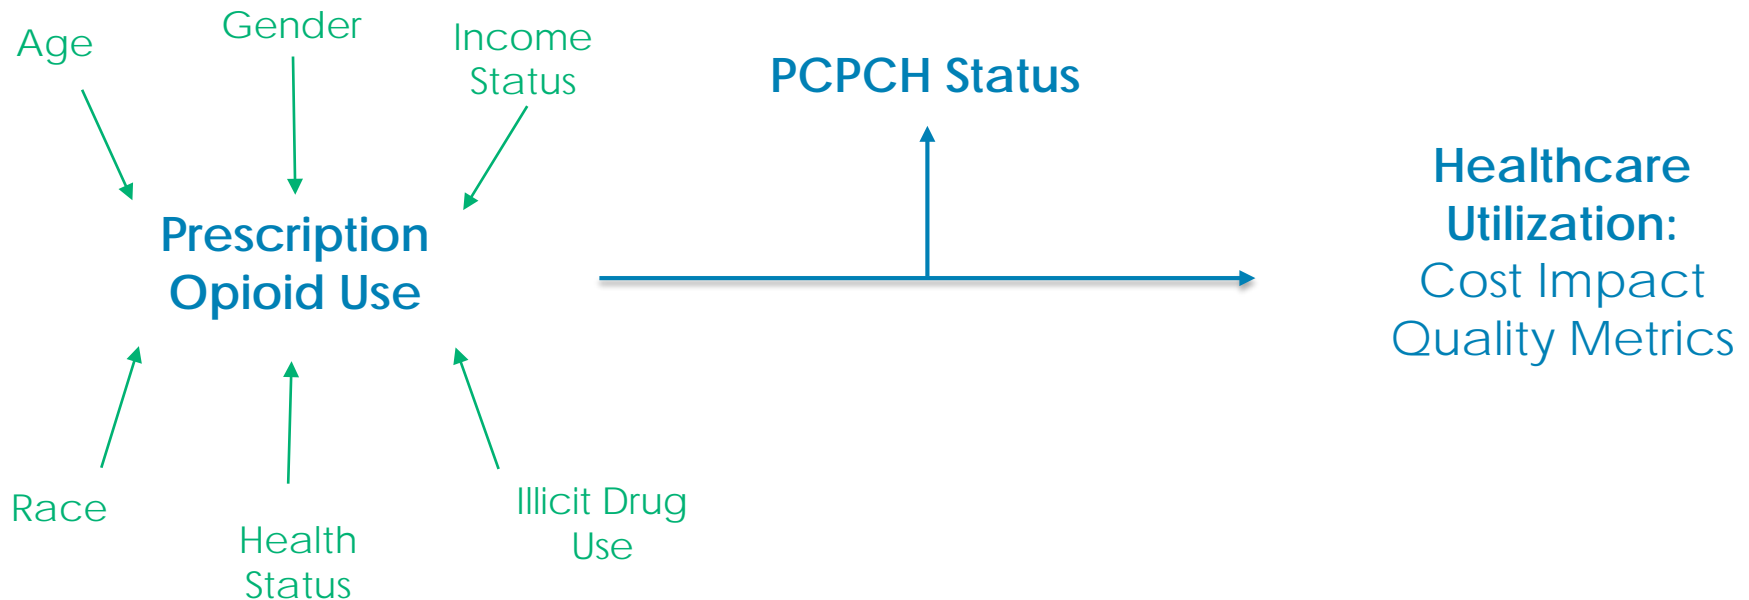 Age
Gender
Income
Status
PCPCH Status
Prescription
Opioid Use
Healthcare
Utilization:
Cost Impact
Quality Metrics
Race
Health
Status
Illicit Drug
Use